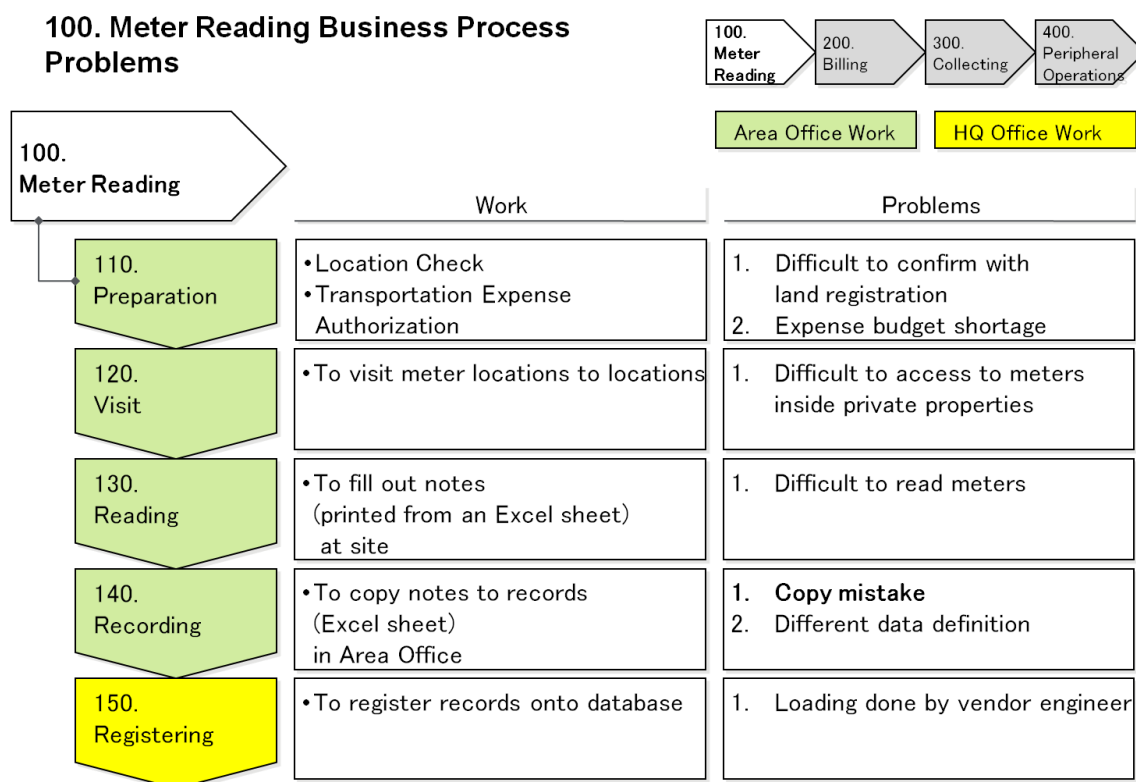 100. Meter Reading Business Process
Problems
100.
Meter
Reading
200.
Billing
300.
Collecting
400.
Peripheral
Operations
Area Office Work
HQ Office Work
100.
Meter Reading
Work
Problems
110.
Preparation
•Location Check
•Transportation Expense
Authorization
1. Difficult to confirm with
land registration
2. Expense budget shortage
120.
Visit
•To visit meter locations to locations
1. Difficult to access to meters
inside private properties
130.
Reading
•To fill out notes
(printed from an Excel sheet)
at site
1. Difficult to read meters
140.
Recording
•To copy notes to records
(Excel sheet)
in Area Office
1. Copy mistake
2. Different data definition
150.
Registering
•To register records onto database
1. Loading done by vendor engineer